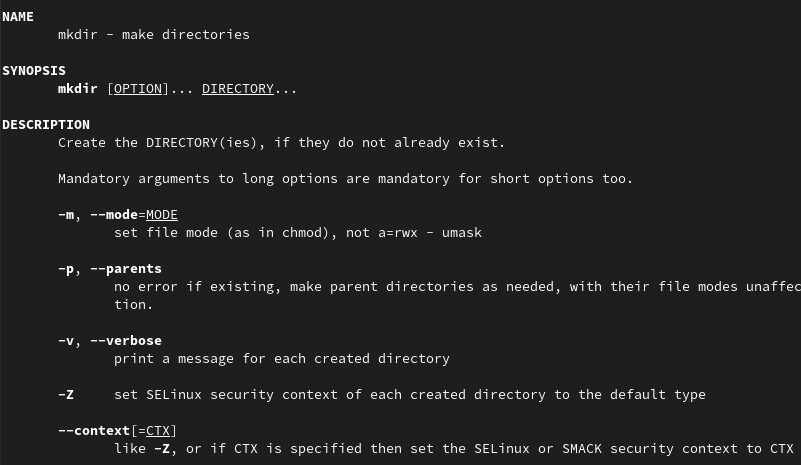 NAME
mkdir - make directories
SYNOPSIS
mkdir [OPTION]... DIRECTORY...
DESCRIPTION
Create the DIRECTORY(ies), if they do not already exist.
Mandatory arguments to long options are mandatory for short options too.
-m, --mode=MODE
set file mode (as in chmod), not a=rwx - umask
-p, --parents
no error if existing, make parent directories as needed, with their file modes unaffec
tion.
-v, --verbose
print a message for each created directory
-Z set SELinux security context of each created directory to the default type
--context[=CTX]
like -Z, or if CTX is specified then set the SELinux or SMACK security context to CTX